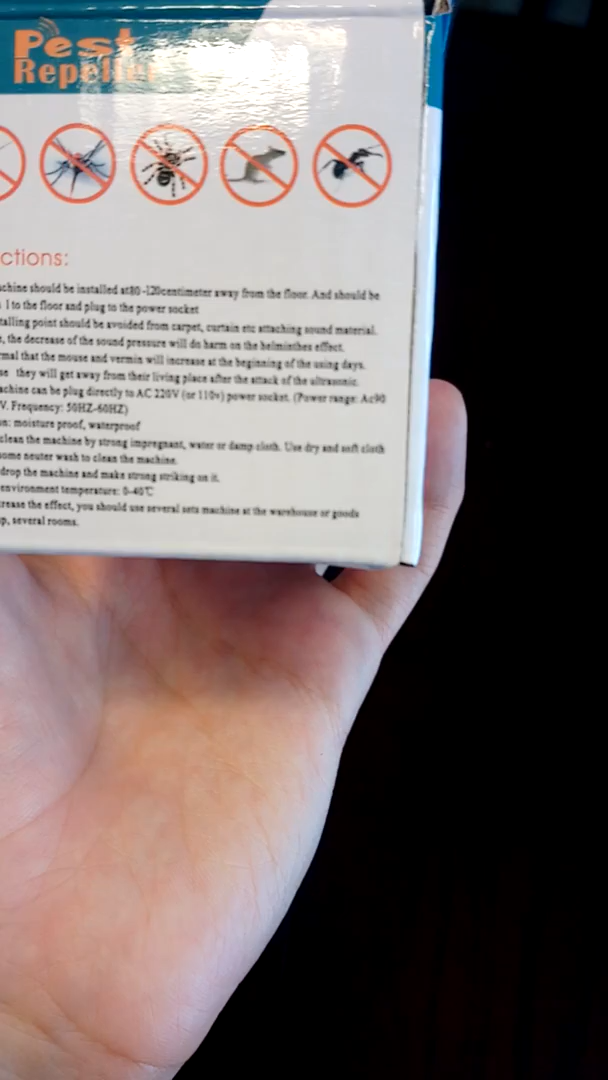 Pest
Repeller
ctions:
chine should be installed at80-120centimeter away from the floor. And should be
l to the floor and plug to the power socket
talling point should be avoided from carpet, curtain etc attaching sound material.
, the decrease of the sound pressure will do harm on the helminthes effect.
mal that the mouse and vermin will increase at the beginning of the using days.
se they will get away from their living place after the attack of the ultrasonic.
achine can be plug directly to AC 220V (or 110v) power socket. (Power range: Ac90
V. Frequency: 50HZ-60HZ)
on: moisture proof, waterproof
clean the machine by strong impregnant, water or damp cloth. Use dry and soft cloth
ome neuter wash to clean the machine.
drop the machine and make strong striking on it.
environment temperature: 0-40℃
crease the effect, you should use several sets machine at the warehouse or goods
p, several rooms.